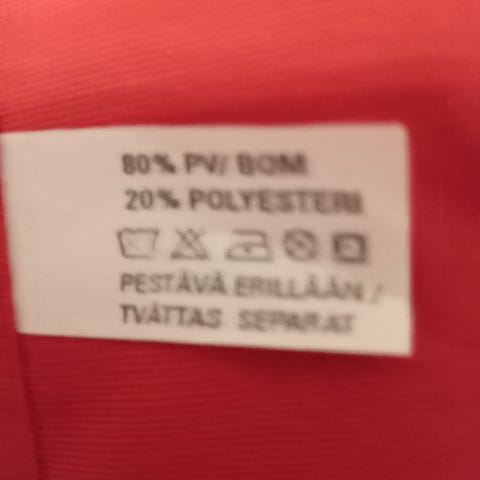 80% PV/ BOM
20% POLYESTERI
PESTÄVÄ ERILLÄÄN /
TVÄTTAS SEPARAT